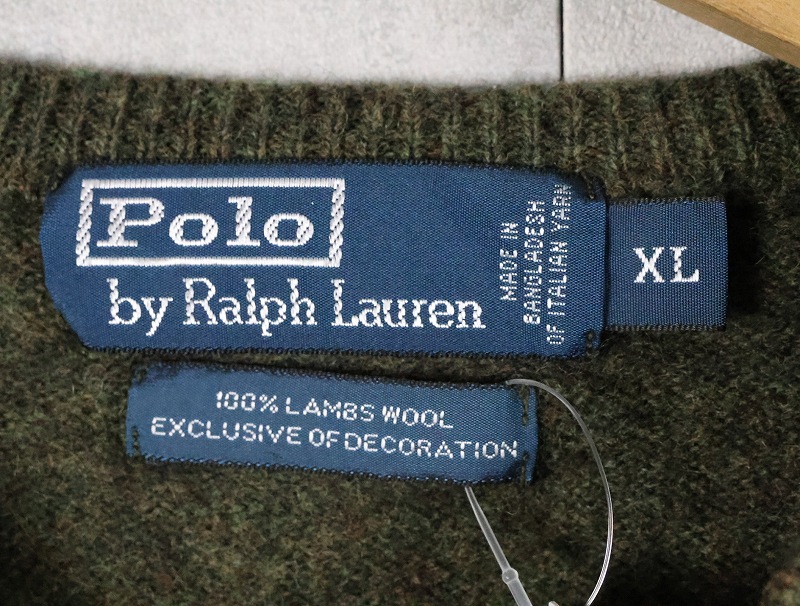 Polo
by Ralph Lauren
MADE IN
BANGLADESH
OF ITALIAN YARN
XL
100% LAMBS WOOL
EXCLUSIVE OF DECORATION